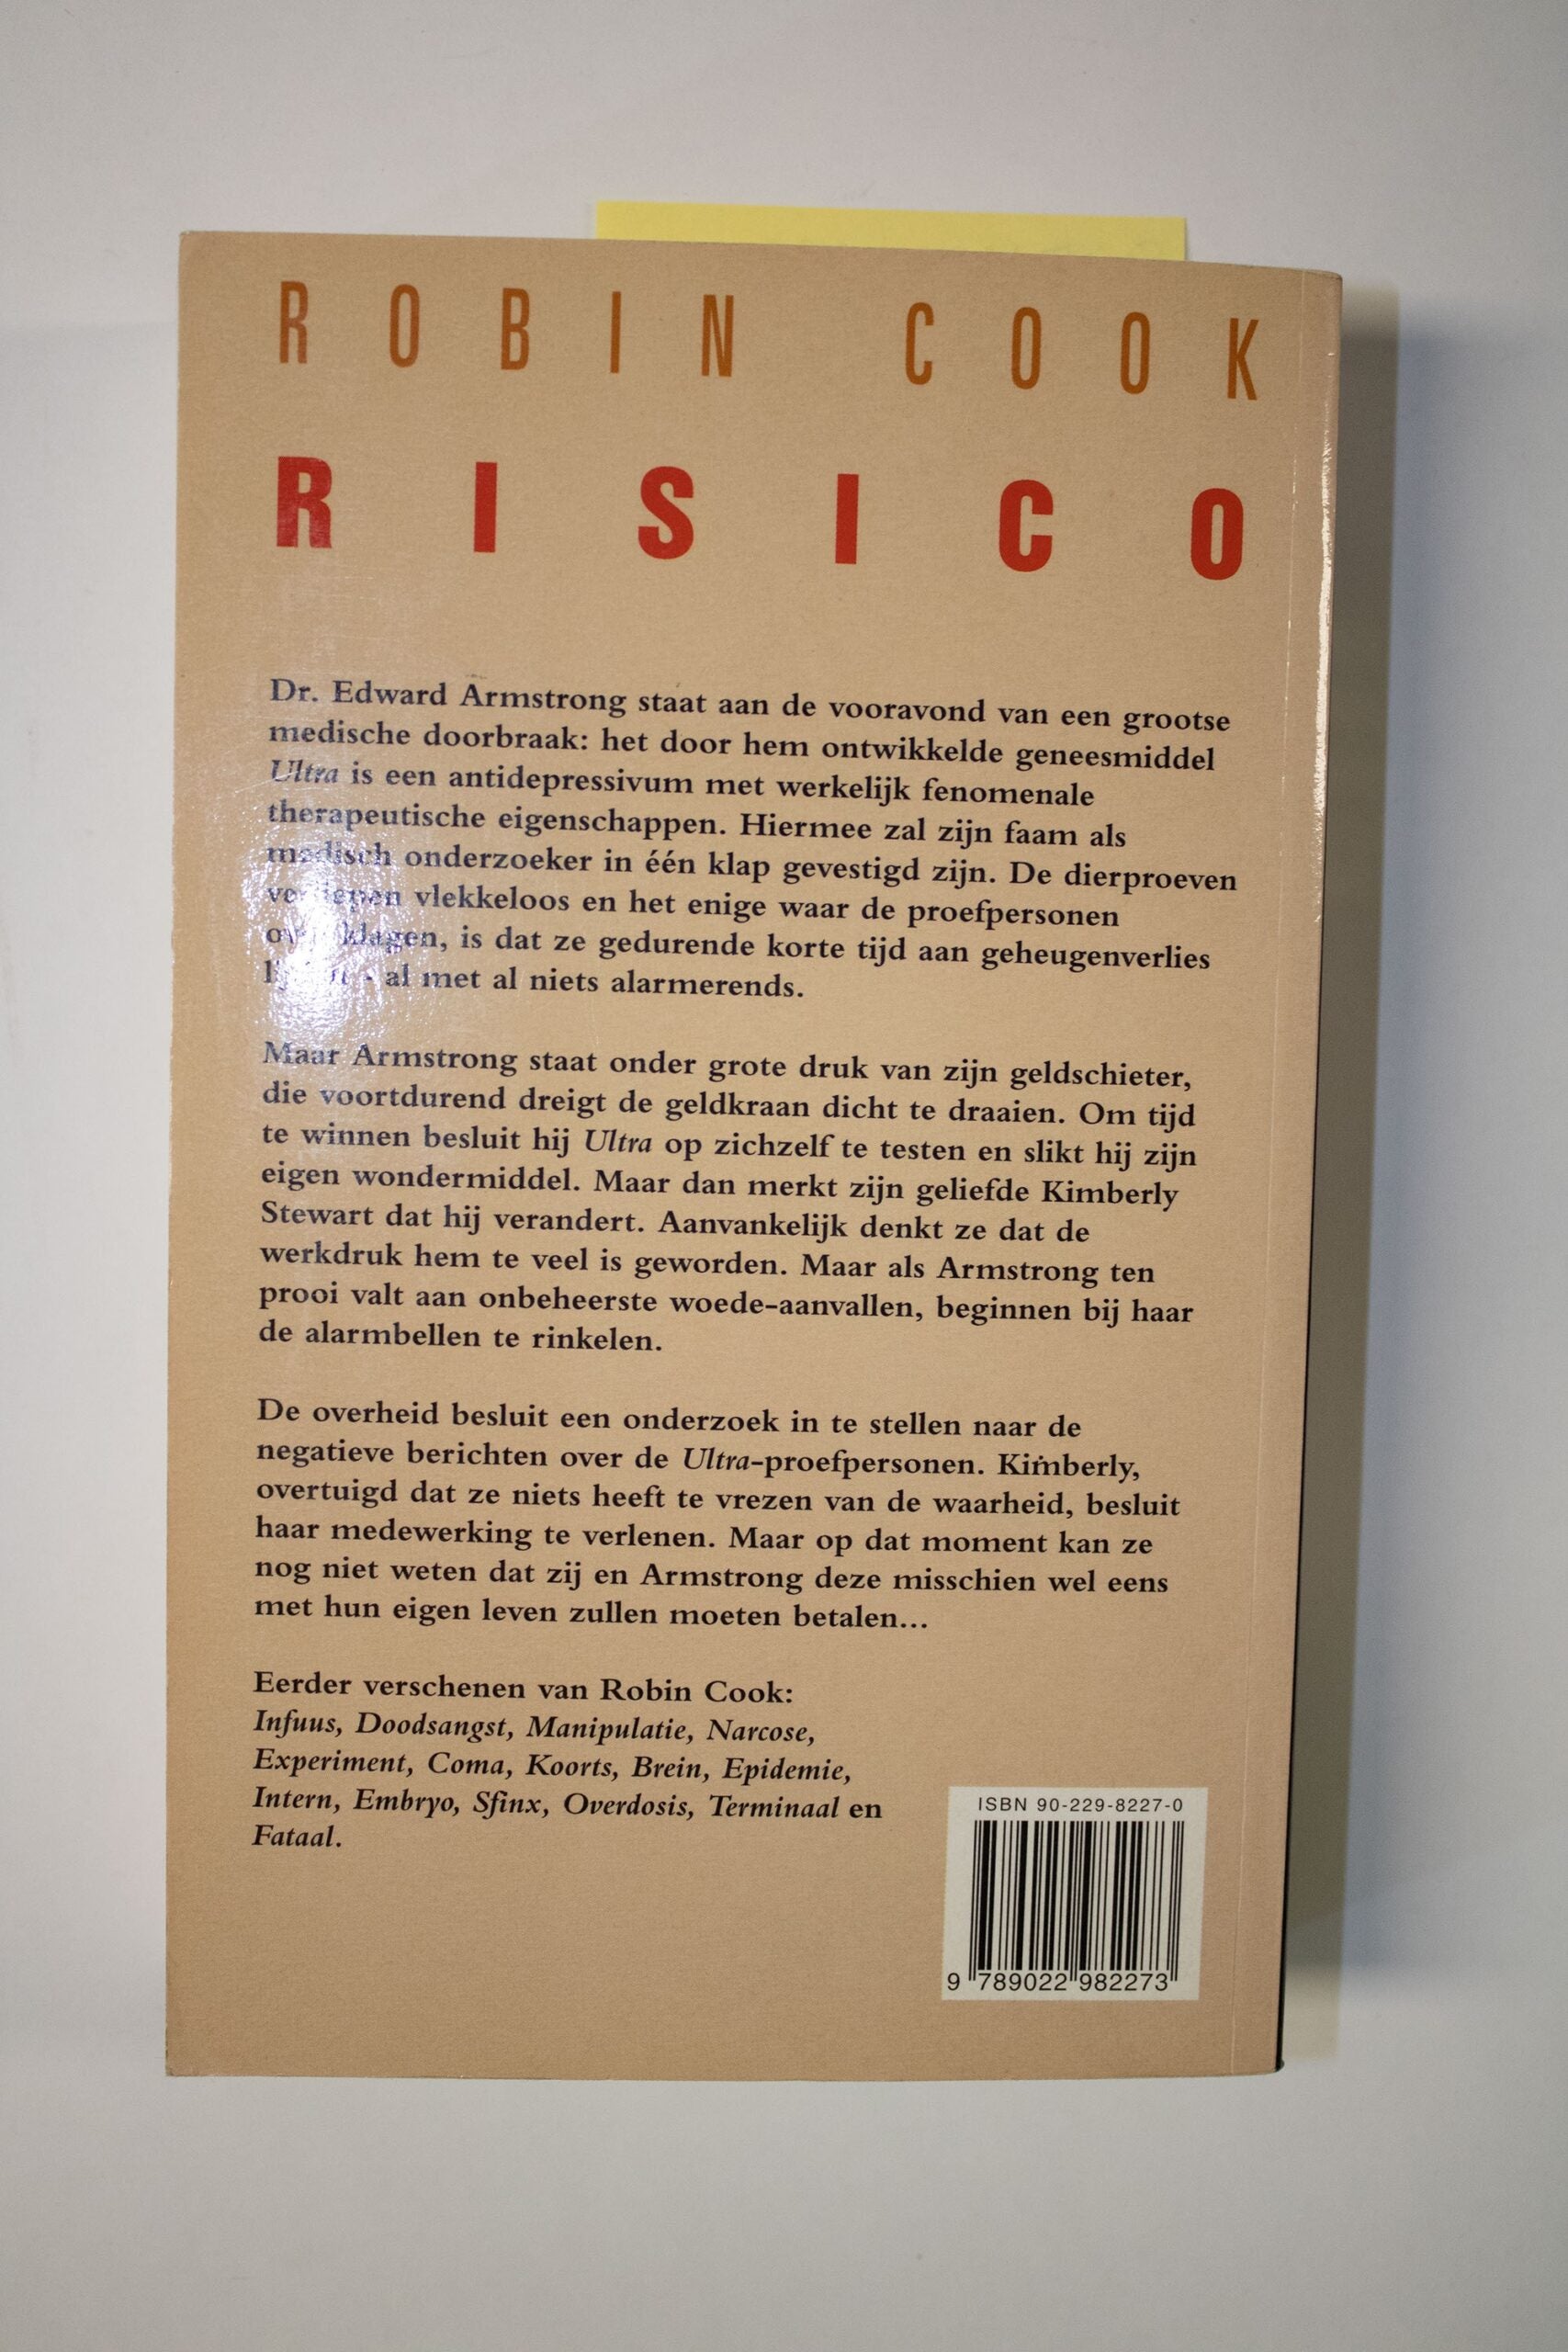 ROBIN COOK
RISICO
Dr. Edward Armstrong staat aan de vooravond van een grootse
medische doorbraak: het door hem ontwikkelde geneesmiddel
Ultra is een antidepressivum met werkelijk fenomenale
therapeutische eigenschappen. Hiermee zal zijn faam als
medisch onderzoeker in één klap gevestigd zijn. De dierproeven
verliepen vlekkeloos en het enige waar de proefpersonen
klagen, is dat ze gedurende korte tijd aan geheugenverlies
- al met al niets alarmerends.
Maar Armstrong staat onder grote druk van zijn geldschieter,
die voortdurend dreigt de geldkraan dicht te draaien. Om tijd
te winnen besluit hij Ultra op zichzelf te testen en slikt hij zijn
eigen wondermiddel. Maar dan merkt zijn geliefde Kimberly
Stewart dat hij verandert. Aanvankelijk denkt ze dat de
werkdruk hem te veel is geworden. Maar als Armstrong ten
prooi valt aan onbeheerste woede-aanvallen, beginnen bij haar
de alarmbellen te rinkelen.
De overheid besluit een onderzoek in te stellen naar de
negatieve berichten over de Ultra-proefpersonen. Kimberly,
overtuigd dat ze niets heeft te vrezen van de waarheid, besluit
haar medewerking te verlenen. Maar op dat moment kan ze
nog niet weten dat zij en Armstrong deze misschien wel eens
met hun eigen leven zullen moeten betalen...
Eerder verschenen van Robin Cook:
Infuus, Doodsangst, Manipulatie, Narcose,
Experiment, Coma, Koorts, Brein, Epidemie,
Intern, Embryo, Sfinx, Overdosis, Terminaal en
Fataal.
ISBN 90-229-8227-0
9 789022 982273